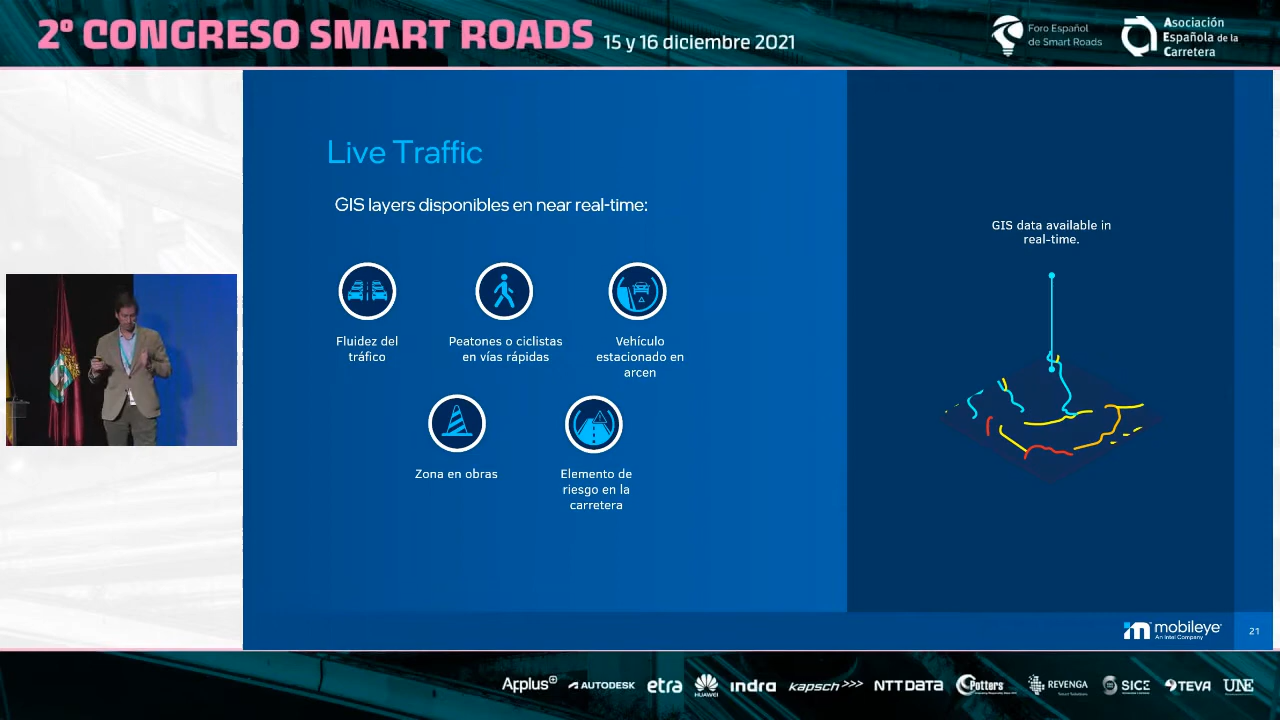 2º CONGRESO SMART ROADS 15 y 16 diciembre 2021
Foro Español
de Smart Roads
Asociación
Española de la
Carretera
Live Traffic
GIS layers disponibles en near real-time:
Fluidez del
tráfico
Peatones o ciclistas
en vías rápidas
Vehículo
estacionado en
arcen
Zona en obras
Elemento de
riesgo en la
carretera
GIS data available in
real-time.
mobileye
An Intel Company
21
Applus+
AUTODESK
etra
HUAWEI
indra
kapsch >>>
NTT DATA
Potters
REVENGA
SICE
TEVA
UNE